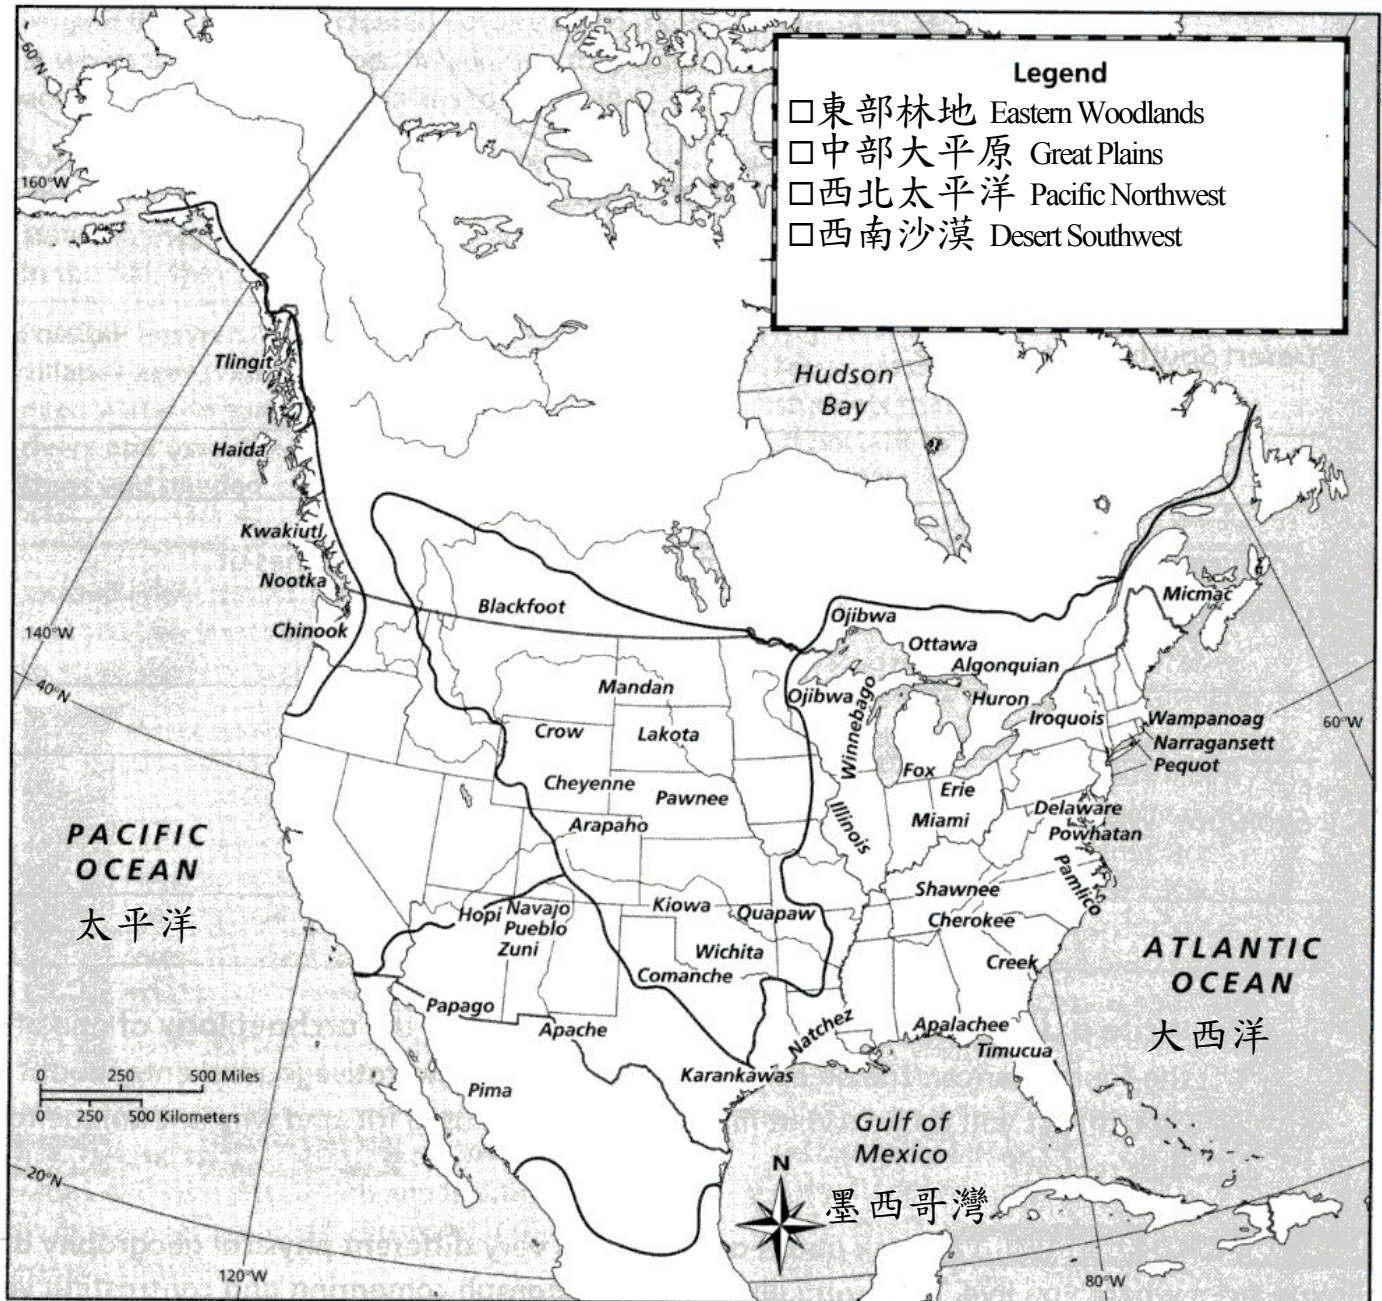 Legend
□東部林地 Eastern Woodlands
□中部大平原 Great Plains
□西北太平洋 Pacific Northwest
□西南沙漠 Desert Southwest
60°N
160°W
Hudson
Bay
Tlingit
Haida
Kwakiutl
Nootka
Chinook
140°W
40°N
Blackfoot
Ojibwa
Micmac
Ottawa
Algonquian
Mandan
Ojibwa
Winnebago
Huron
Iroquois
Wampanoag
60°W
Crow
Lakota
Narragansett
Pequot
Fox
Cheyenne
Pawnee
Erie
Arapaho
Illinois
Miami
Delaware
Powhatan
PACIFIC
OCEAN
太平洋
Pamlico
Shawnee
Hopi
Navajo
Pueblo
Zuni
Kiowa
Quapaw
Cherokee
Wichita
Comanche
Creek
ATLANTIC
OCEAN
大西洋
Papago
Apache
Natchez
Apalachee
Timucua
0 250 500 Miles
0 250 500 Kilometers
Pima
Karankawas
Gulf of
Mexico
墨西哥灣
N
20°N
120°W
80°W